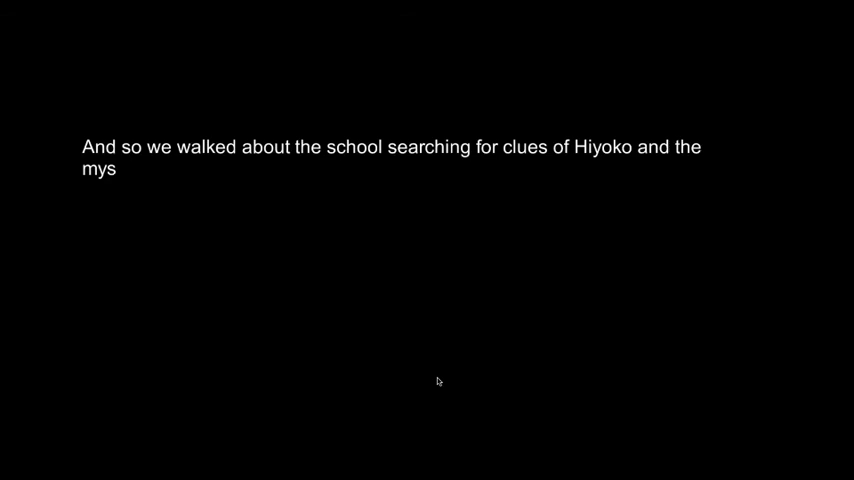 And so we walked about the school searching for clues of Hiyoko and the
mys